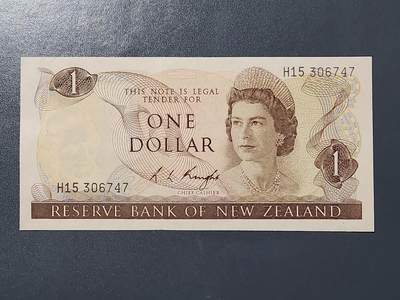 1
H15 306747
THIS NOTE IS LEGAL
TENDER FOR
ONE
DOLLAR
1
H15 306747
R L Knight
CHIEF CASHIER
RESERVE BANK OF NEW ZEALAND